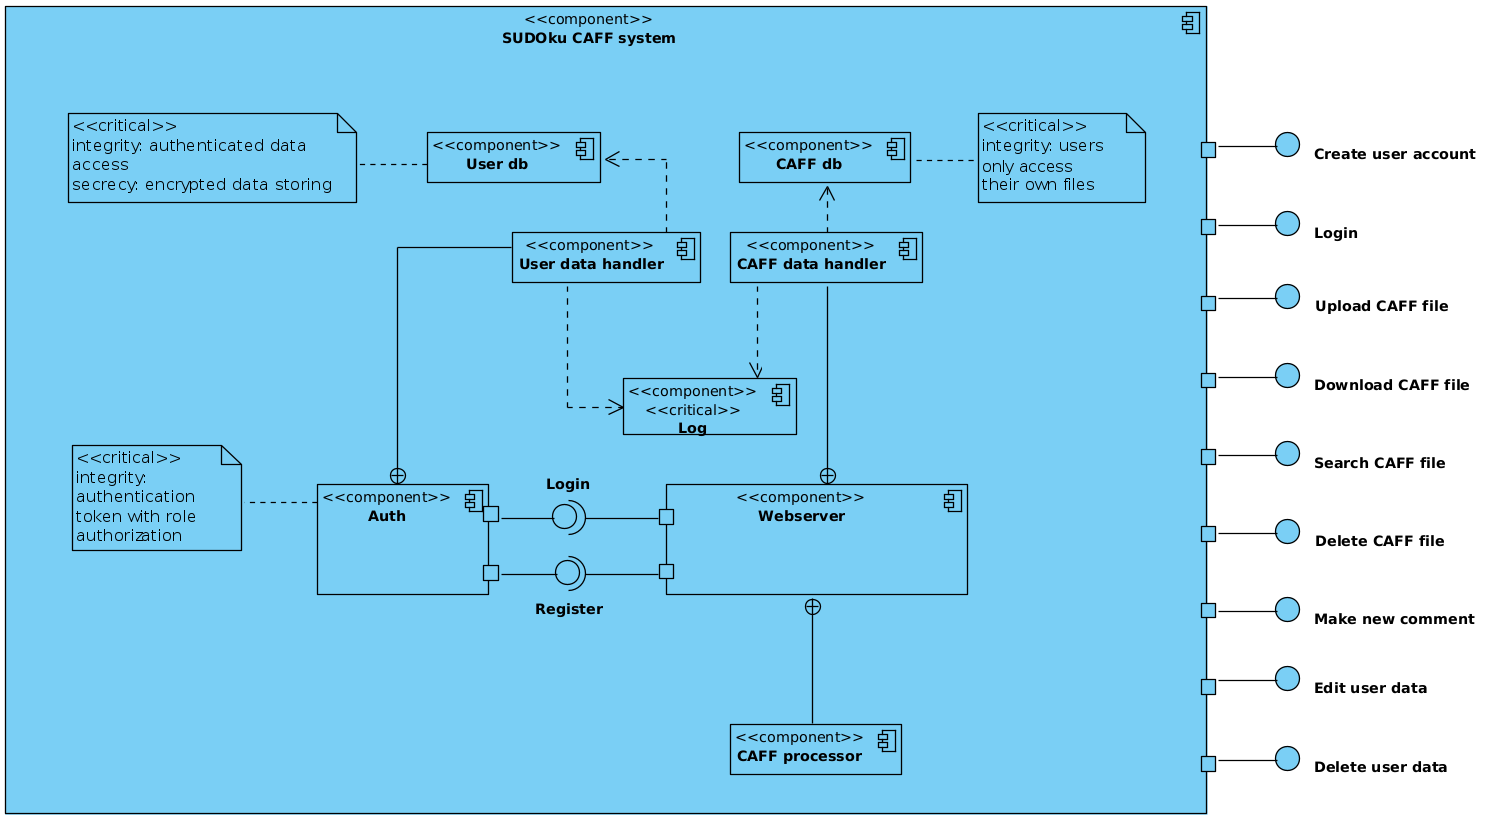 <<component>>
SUDOku CAFF system
<<critical>>
integrity: authenticated data
access
secrecy: encrypted data storing
<<component>>
User db
<<component>>
CAFF db
<<critical>>
integrity: users
only access
their own files
<<component>>
User data handler
<<component>>
CAFF data handler
<<component>>
<<critical>>
Log
<<critical>>
integrity:
authentication
token with role
authorization
<<component>>
Auth
Login
Register
<<component>>
Webserver
<<component>>
CAFF processor
Create user account
Login
Upload CAFF file
Download CAFF file
Search CAFF file
Delete CAFF file
Make new comment
Edit user data
Delete user data